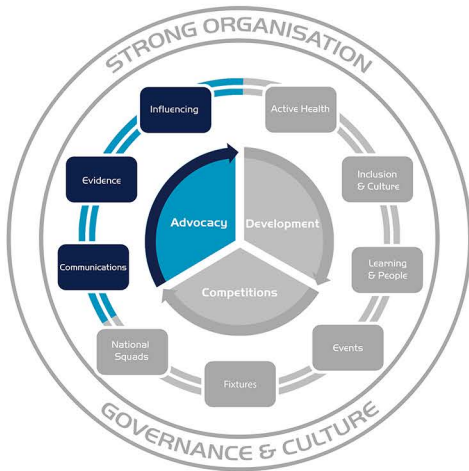 STRONG ORGANISATION
Influencing
Active Health
Evidence
Inclusion
& Culture
Advocacy
Development
Communications
Learning
& People
Competitions
National
Squads
Events
Fixtures
GOVERNANCE & CULTURE